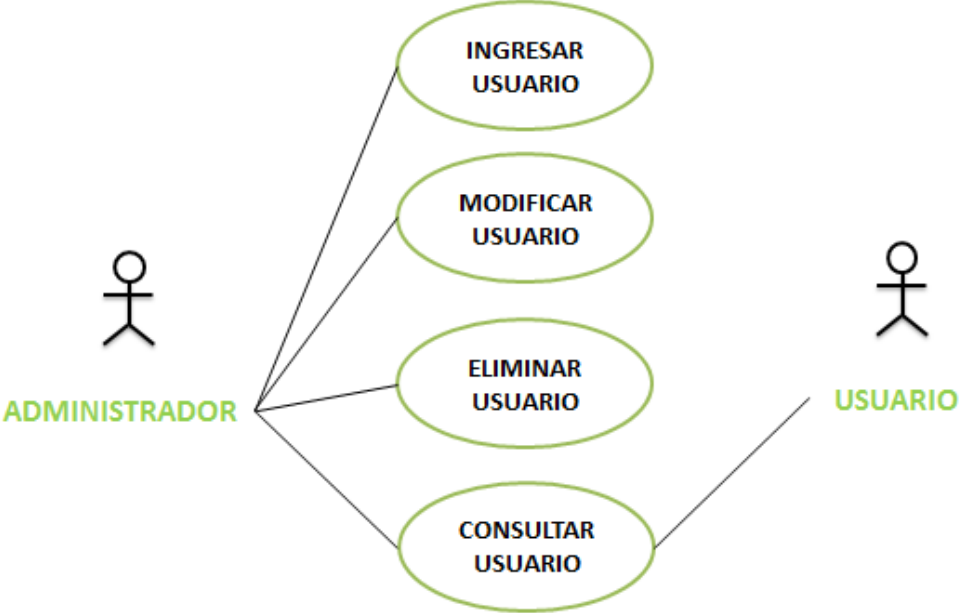 INGRESAR
USUARIO
MODIFICAR
USUARIO
ELIMINAR
USUARIO
ADMINISTRADOR
USUARIO
CONSULTAR
USUARIO